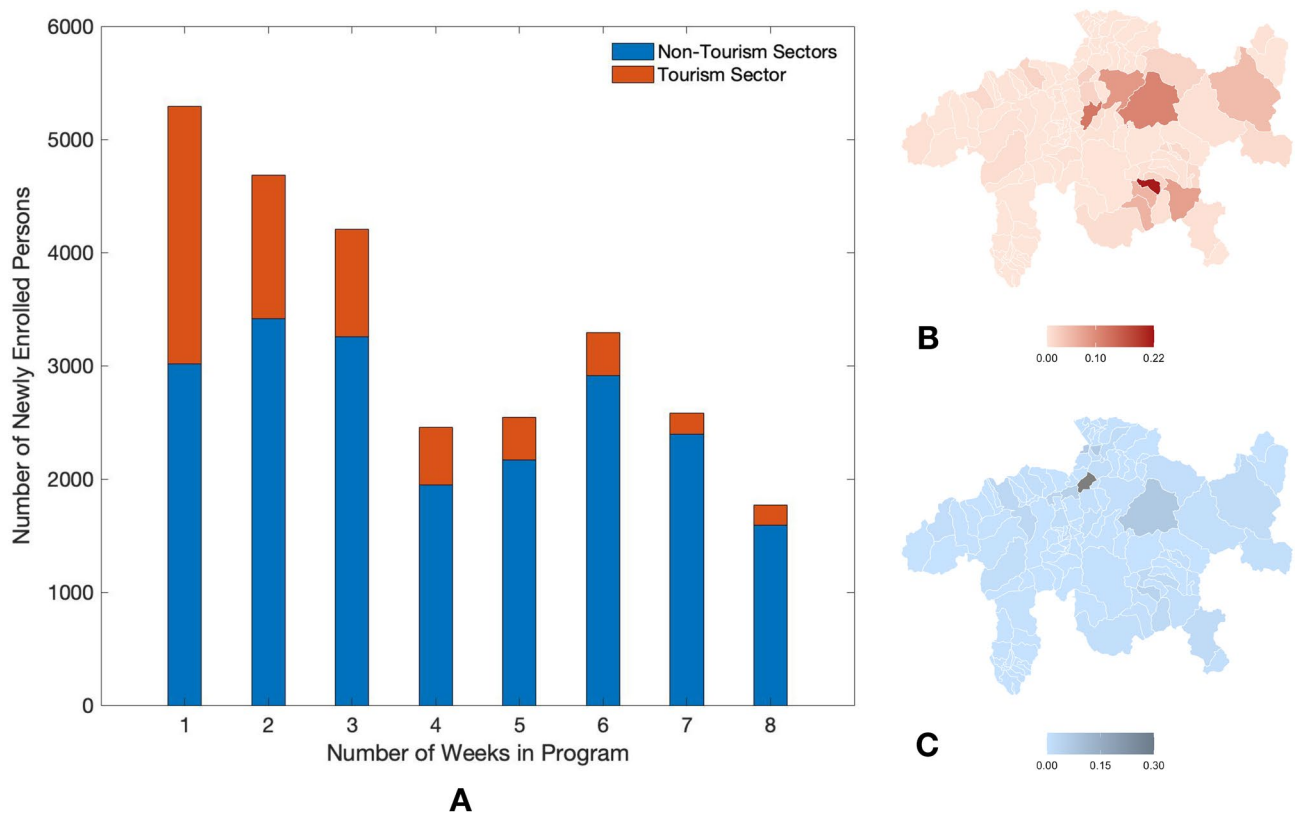 6000
5000
4000
3000
2000
1000
0
Number of Newly Enrolled Persons
Non-Tourism Sectors
Tourism Sector
1 2 3 4 5 6 7 8
Number of Weeks in Program
A
B
0.00 0.10 0.22
C
0.00 0.15 0.30